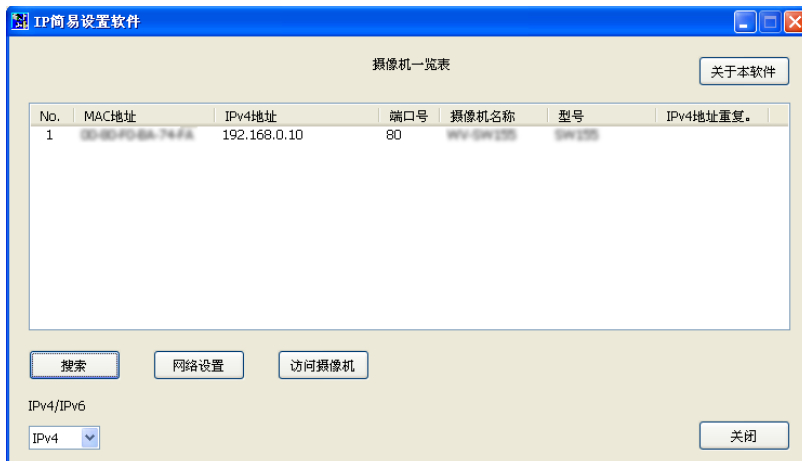 IP简易设置软件
摄像机一览表
关于本软件
No. MAC地址 IPv4地址 端口号 摄像机名称 型号 IPv4地址重复。
1 192.168.0.10 80
搜索 网络设置 访问摄像机
IPv4/IPv6
IPv4
关闭